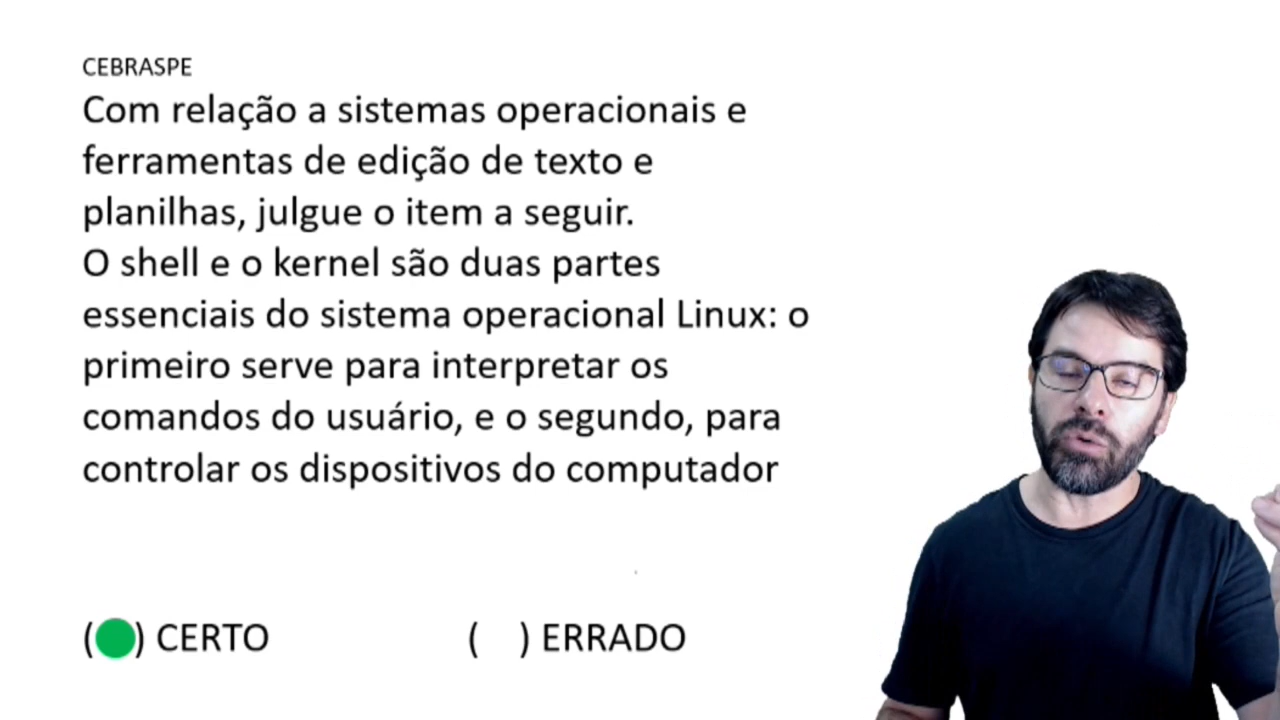 CEBRASPE
Com relação a sistemas operacionais e
ferramentas de edição de texto e
planilhas, julgue o item a seguir.
O shell e o kernel são duas partes
essenciais do sistema operacional Linux: o
primeiro serve para interpretar os
comandos do usuário, e o segundo, para
controlar os dispositivos do computador
( ) CERTO ( ) ERRADO